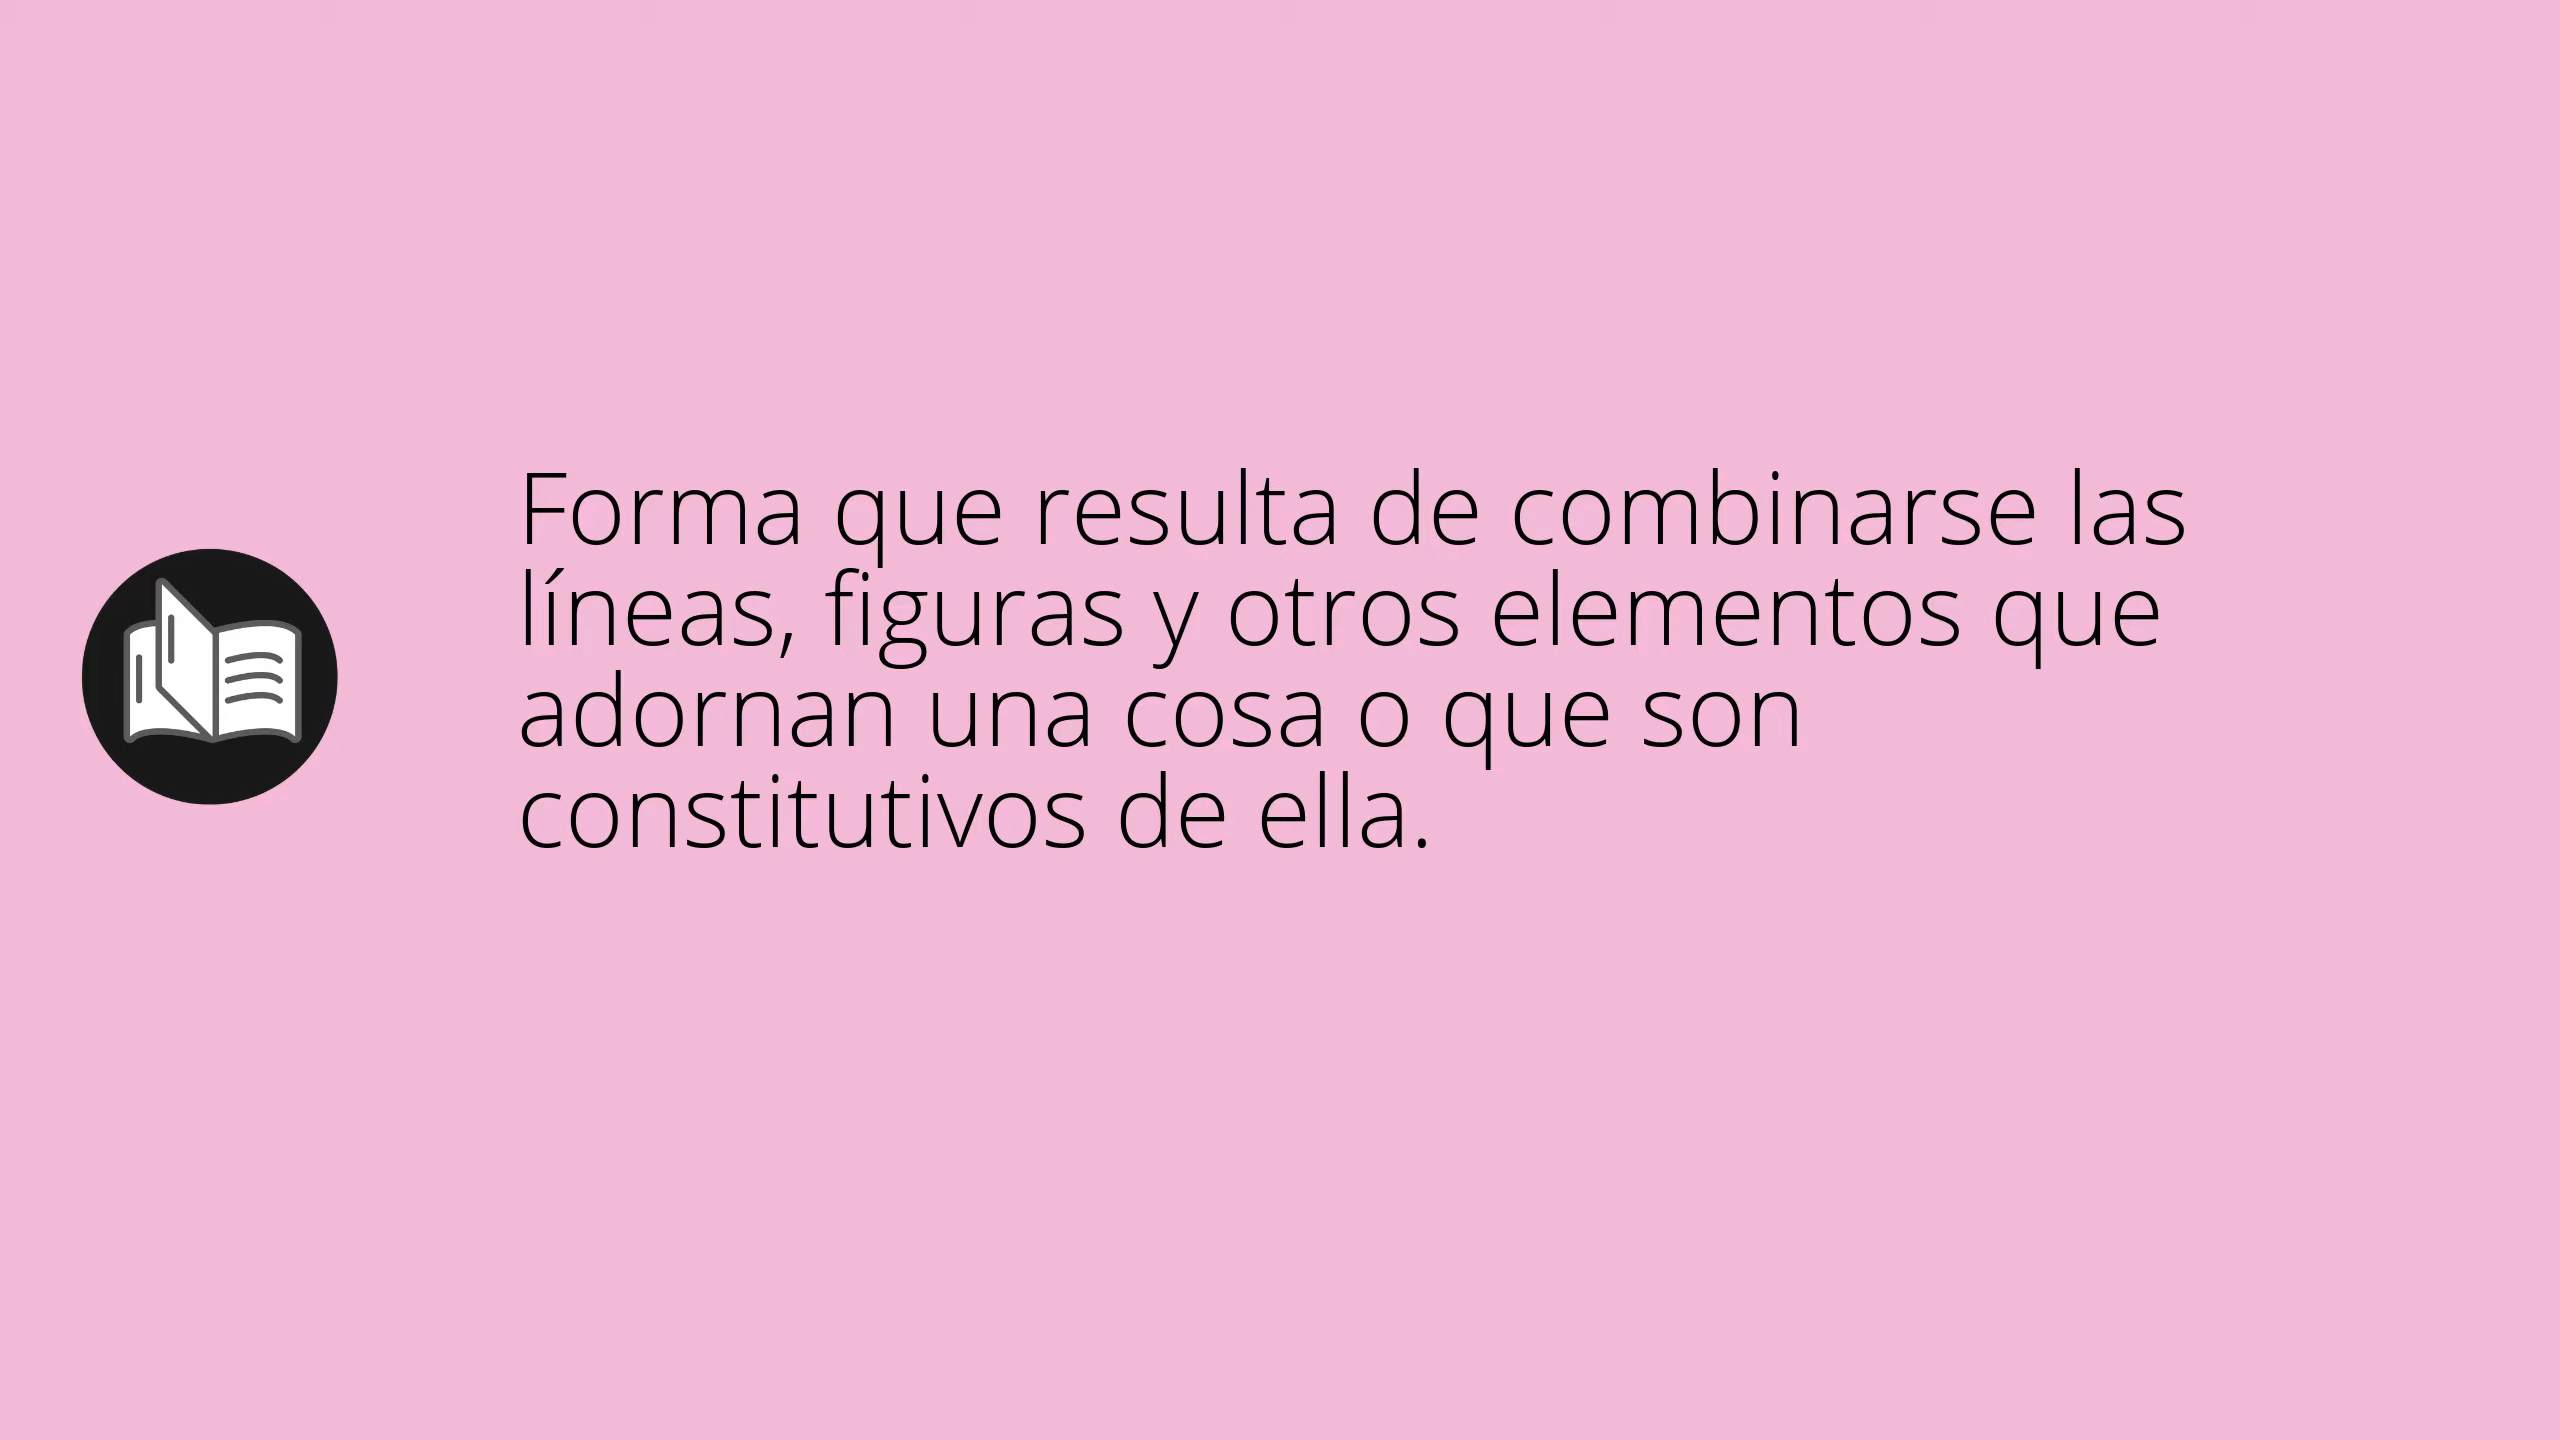 Forma que resulta de combinarse las
líneas, figuras y otros elementos que
adornan una cosa o que son
constitutivos de ella.